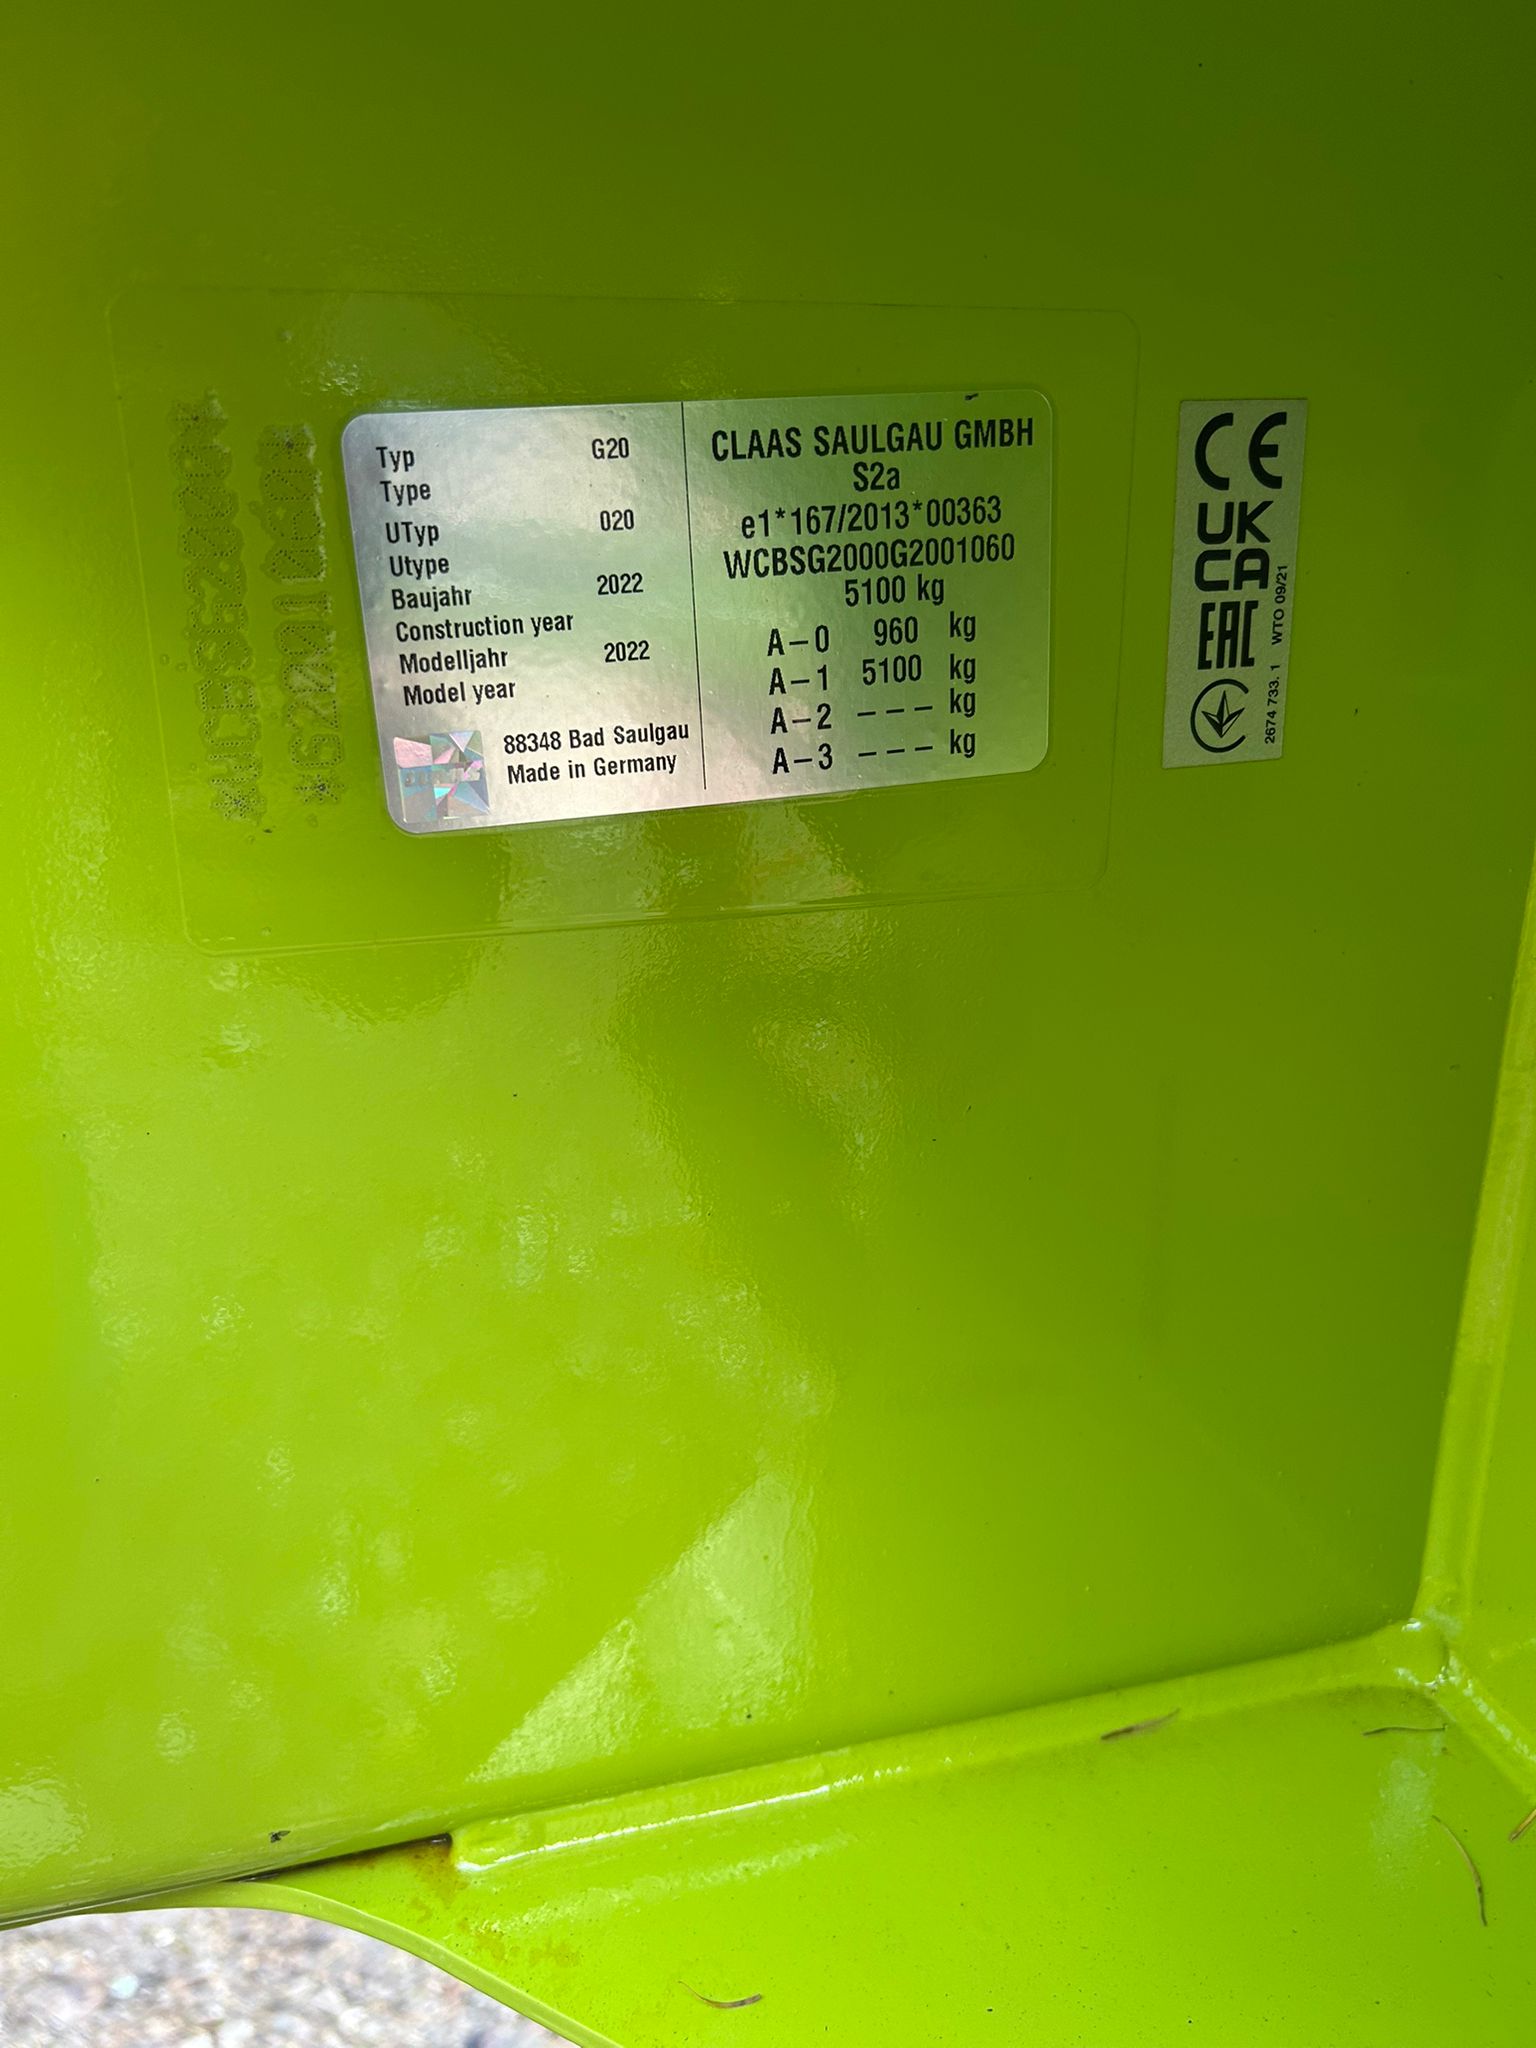 Typ G20
Type
UTyp 020
Utype
Baujahr 2022
Construction year
Modelljahr 2022
Model year
88348 Bad Saulgau
Made in Germany
CLAAS SAULGAU GMBH
S2a
e1*167/2013*00363
WCBSG2000G2001060
5100 kg
A–0 960 kg
A–1 5100 kg
A–2 ––– kg
A–3 ––– kg
CE
UK
CA
EAC
2674 733. 1 WTO 09/21